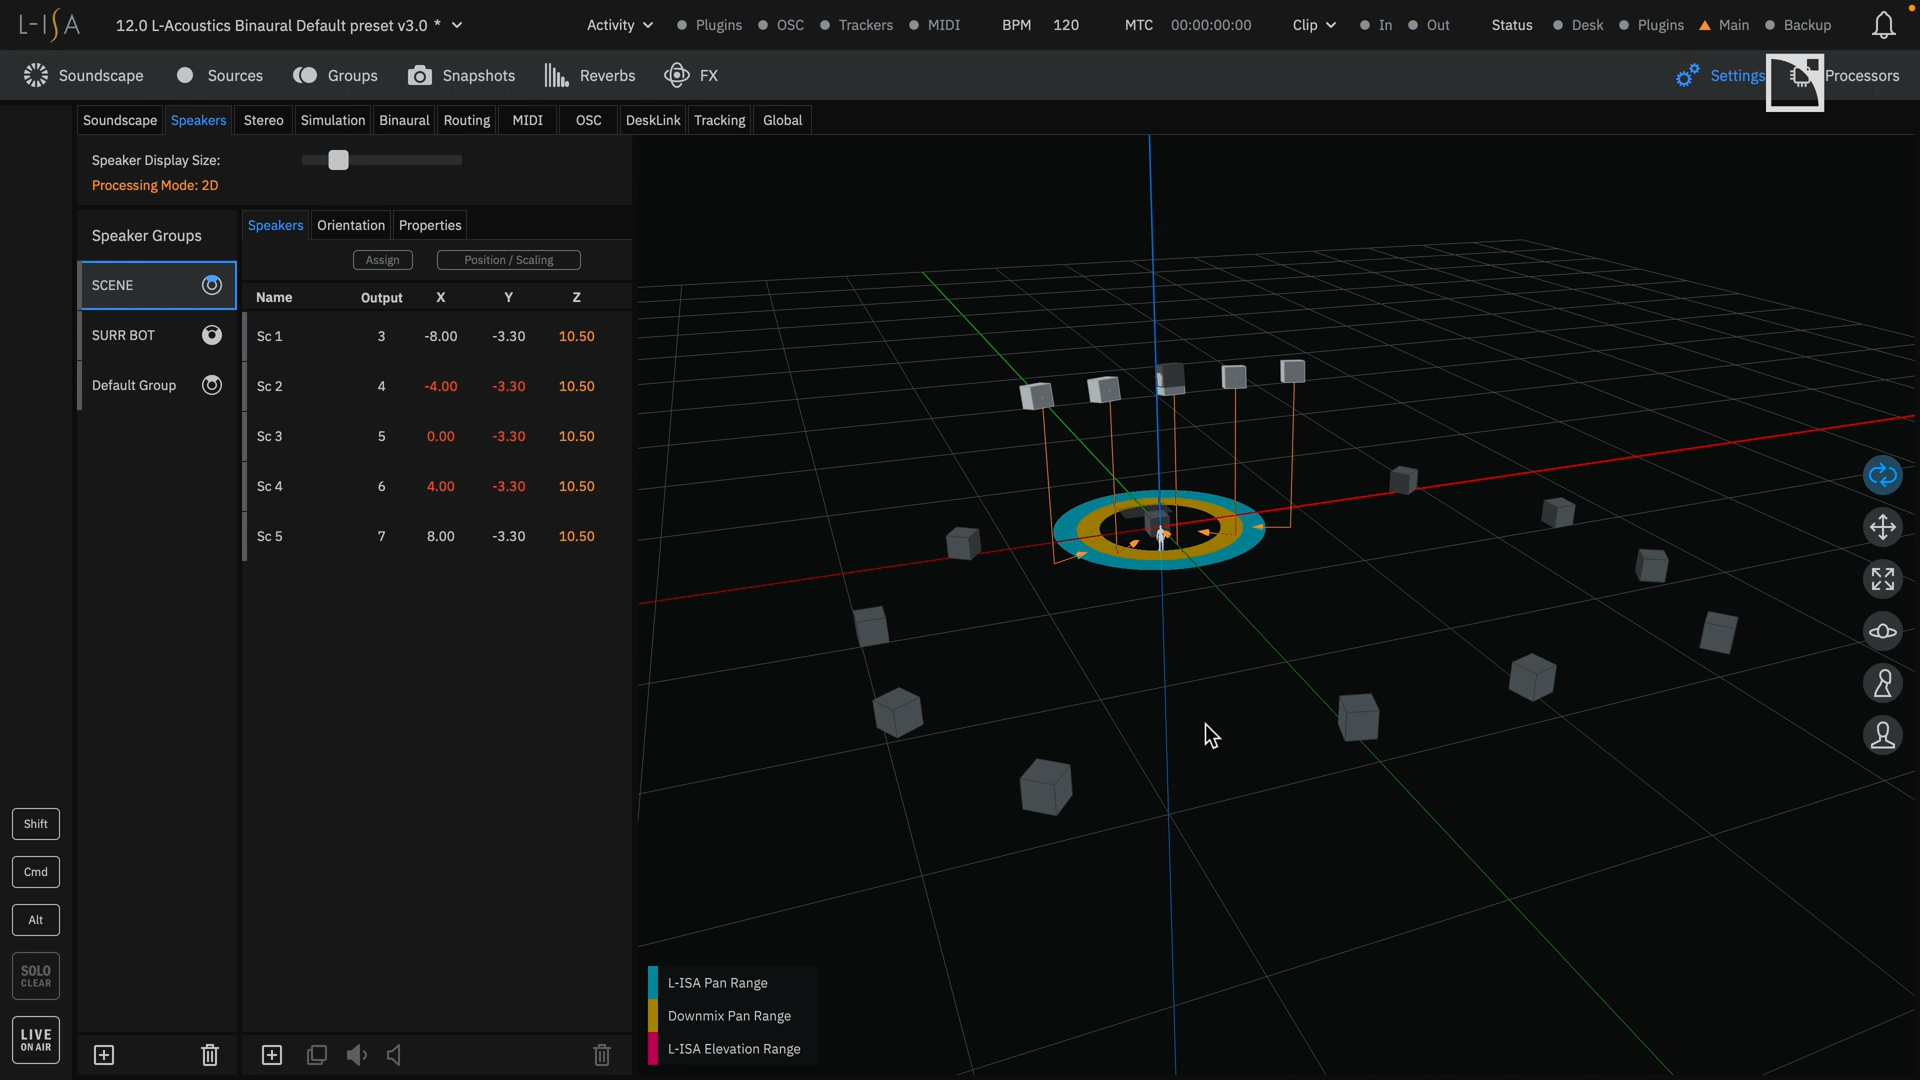 L-ISA
12.0 L-Acoustics Binaural Default preset v3.0 *
Activity
Plugins
OSC
Trackers
MIDI
BPM
120
MTC
00:00:00:00
Clip
In
Out
Status
Desk
Plugins
Main
Backup
Soundscape
Sources
Groups
Snapshots
Reverbs
FX
Settings
Processors
Soundscape
Speakers
Stereo
Simulation
Binaural
Routing
MIDI
OSC
DeskLink
Tracking
Global
Speaker Display Size:
Processing Mode: 2D
Speaker Groups
SCENE
SURR BOT
Default Group
Speakers
Orientation
Properties
Assign
Position / Scaling
Name Output X Y Z
Sc 1 3 -8.00 -3.30 10.50
Sc 2 4 -4.00 -3.30 10.50
Sc 3 5 0.00 -3.30 10.50
Sc 4 6 4.00 -3.30 10.50
Sc 5 7 8.00 -3.30 10.50
Shift
Cmd
Alt
SOLO
CLEAR
LIVE
ON AIR
L-ISA Pan Range
Downmix Pan Range
L-ISA Elevation Range